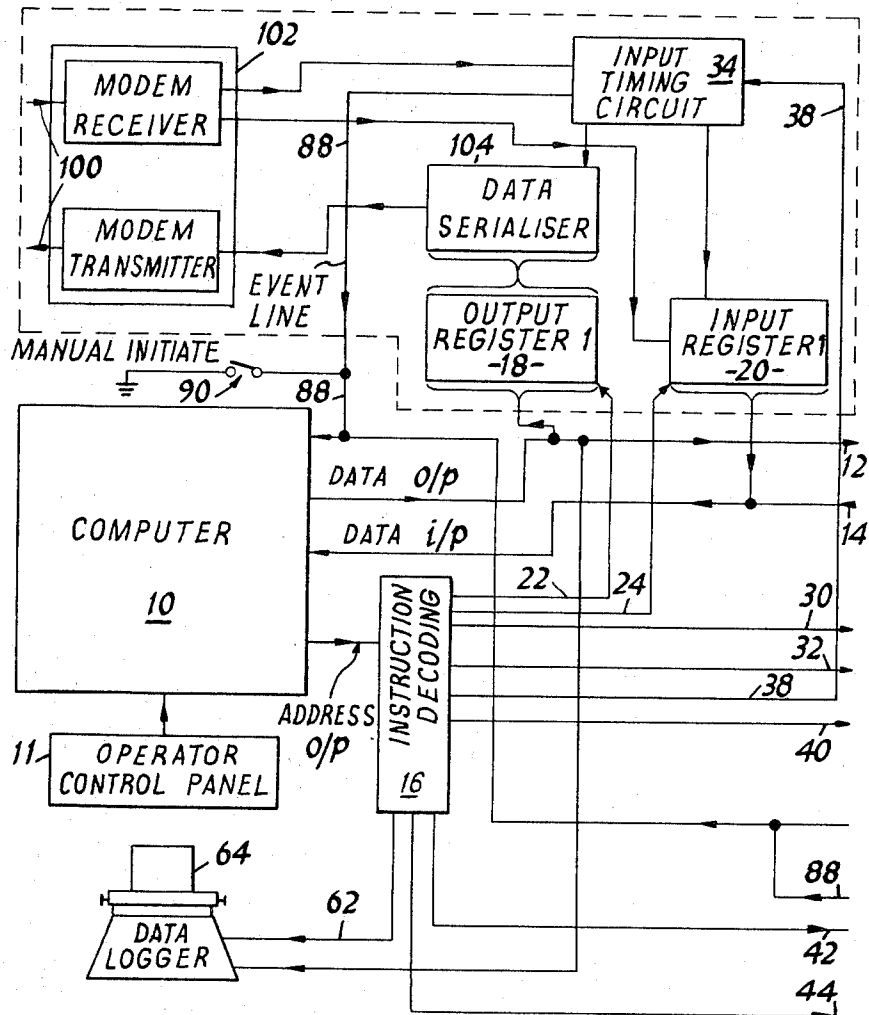 102
MODEM
RECEIVER
INPUT
TIMING
CIRCUIT
34
38
88
104
100
DATA
SERIALISER
MODEM
TRANSMITTER
EVENT
LINE
OUTPUT
REGISTER 1
-18-
INPUT
REGISTER 1
-20-
MANUAL INITIATE
90
88
12
DATA o/p
14
DATA i/p
COMPUTER
10
22
24
30
32
38
40
INSTRUCTION
DECODING
16
ADDRESS
o/p
11
OPERATOR
CONTROL PANEL
64
88
62
42
DATA
LOGGER
44